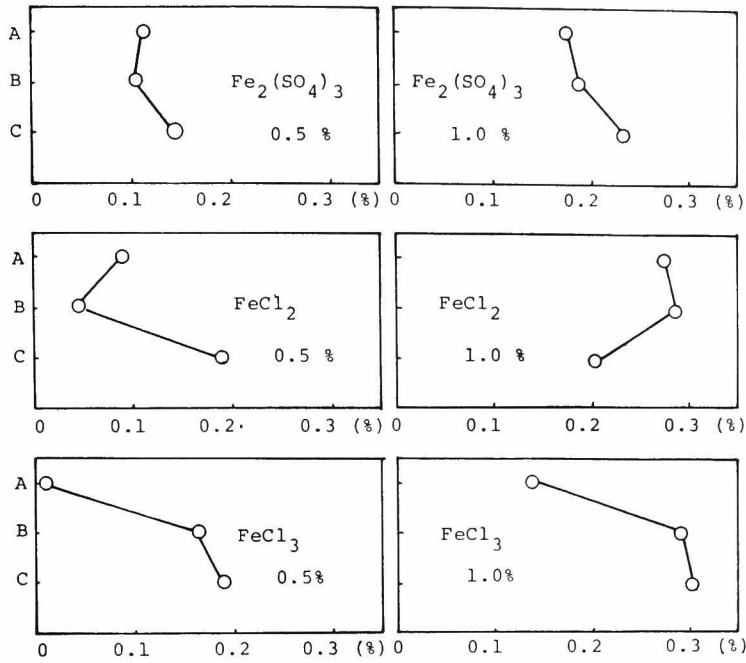 A
B
C
Fe2(SO4)3
0.5 %
0 0.1 0.2 0.3 (%)
Fe2(SO4)3
1.0 %
0 0.1 0.2 0.3 (%)
A
B
C
FeCl2
0.5 %
0 0.1 0.2. 0.3 (%)
FeCl2
1.0 %
0 0.1 0.2 0.3 (%)
A
B
C
FeCl3
0.5%
0 0.1 0.2 0.3 (%)
FeCl3
1.0%
0 0.1 0.2 0.3 (%)